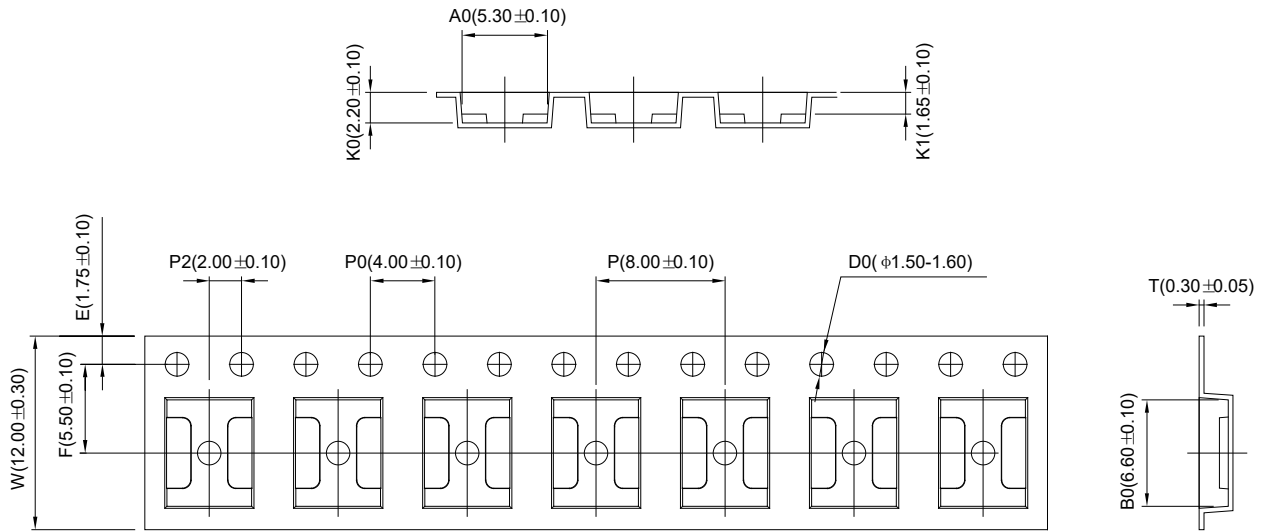 A0(5.30±0.10)
K0(2.20±0.10)
K1(1.65±0.10)
E(1.75±0.10)
P2(2.00±0.10)
P0(4.00±0.10)
P(8.00±0.10)
D0( ϕ1.50-1.60)
T(0.30±0.05)
W(12.00±0.30)
F(5.50±0.10)
B0(6.60±0.10)